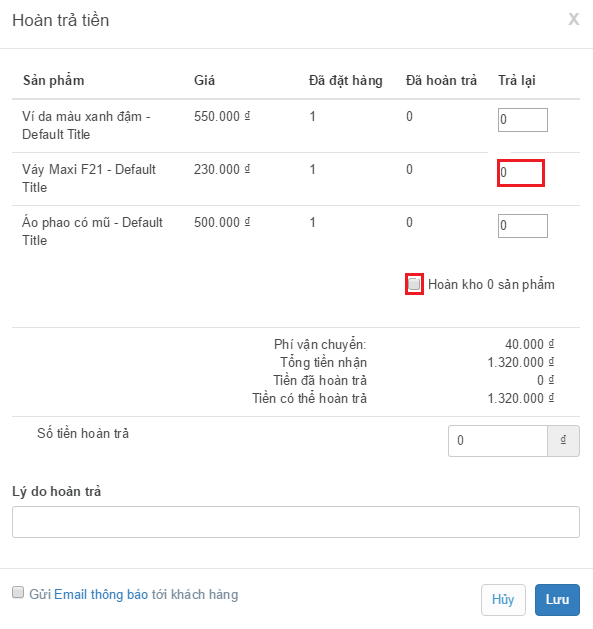 Hoàn trả tiền X
Sản phẩm Giá Đã đặt hàng Đã hoàn trả Trả lại
Ví da màu xanh đậm - 550.000 ₫ 1 0 0
Default Title
Váy Maxi F21 - Default 230.000 ₫ 1 0 0
Title
Áo phao có mũ - Default 500.000 ₫ 1 0 0
Title
Hoàn kho 0 sản phẩm
Phí vận chuyển: 40.000 ₫
Tổng tiền nhận 1.320.000 ₫
Tiền đã hoàn trả 0 ₫
Tiền có thể hoàn trả 1.320.000 ₫
Số tiền hoàn trả 0 ₫
Lý do hoàn trả
Gửi Email thông báo tới khách hàng Hủy Lưu